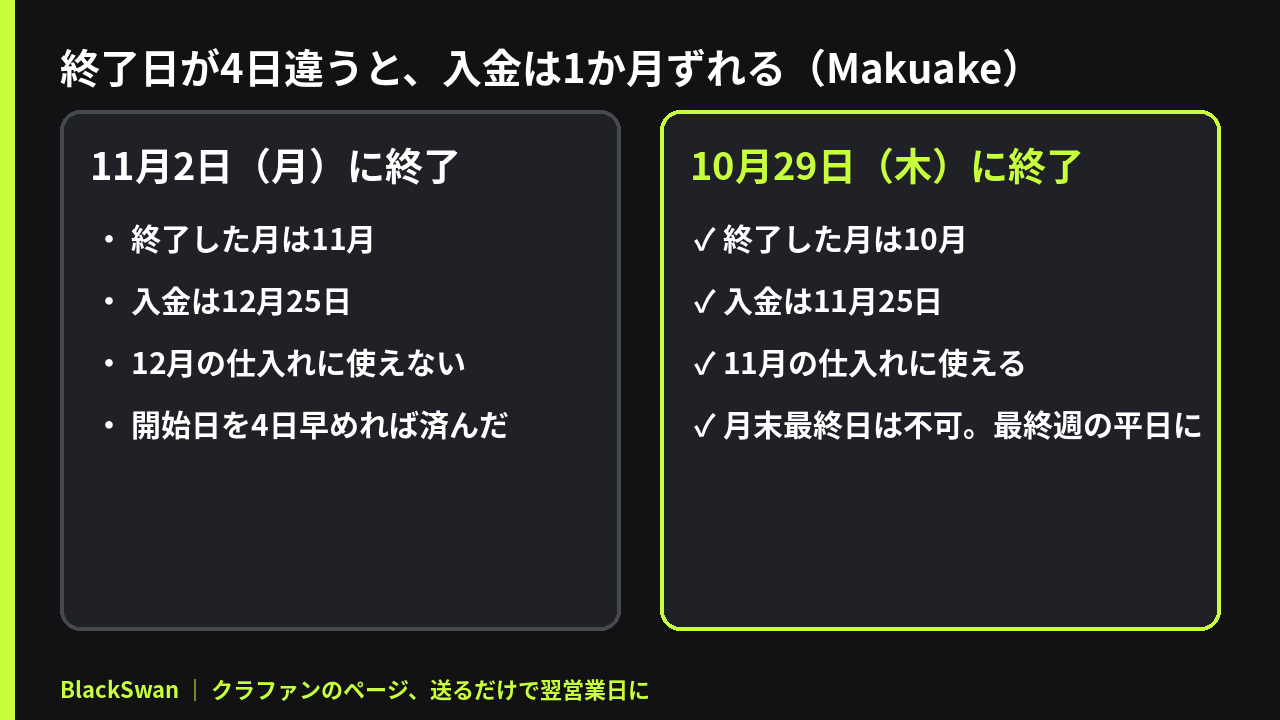 終了日が4日違うと、入金は1か月ずれる（Makuake）
11月2日（月）に終了
・ 終了した月は11月
・ 入金は12月25日
・ 12月の仕入れに使えない
・ 開始日を4日早めれば済んだ
10月29日（木）に終了
✓ 終了した月は10月
✓ 入金は11月25日
✓ 11月の仕入れに使える
✓ 月末最終日は不可。最終週の平日に
BlackSwan｜クラファンのページ、送るだけで翌営業日に